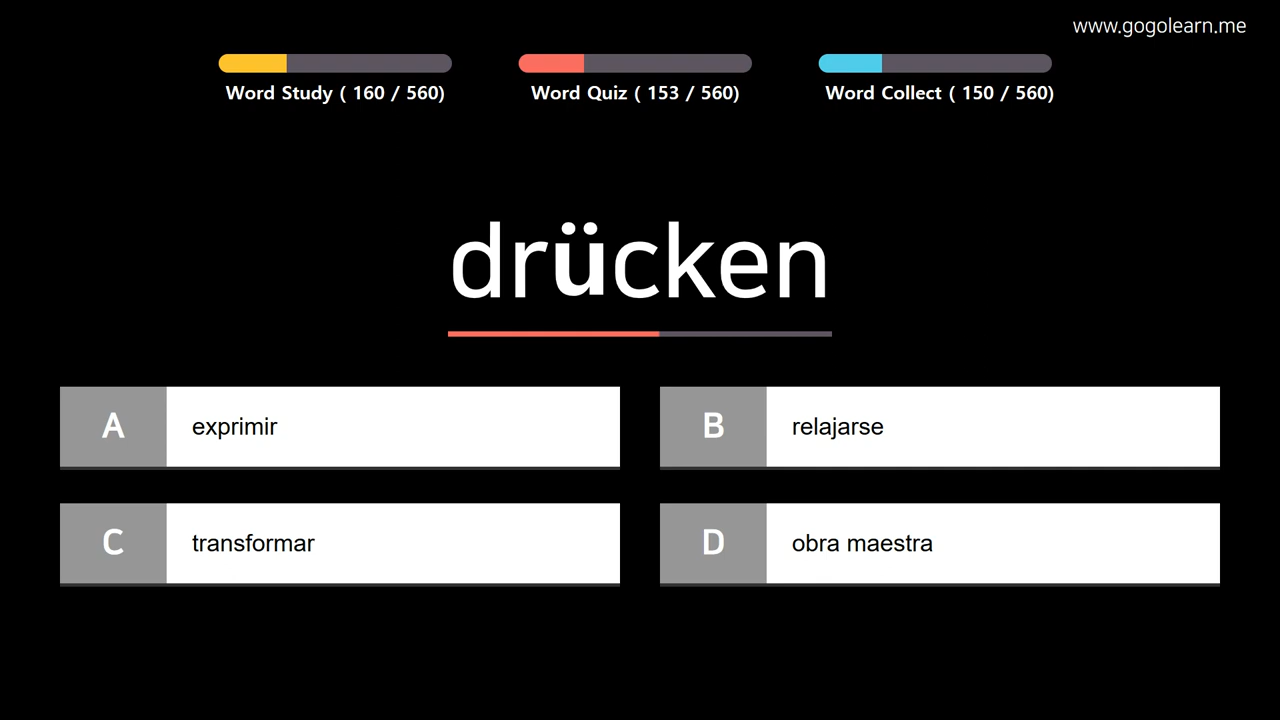 www.gogolearn.me
Word Study ( 160 / 560)
Word Quiz ( 153 / 560)
Word Collect ( 150 / 560)
drücken
A exprimir
B relajarse
C transformar
D obra maestra